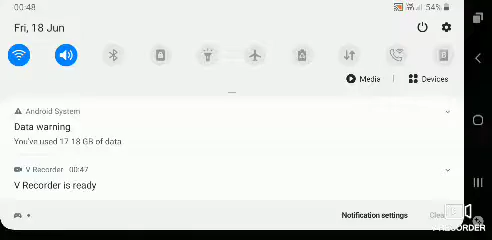 00:48
54%
Fri, 18 Jun
Media
Devices
Android System
Data warning
You've used 17.18 GB of data
V Recorder 00:47
V Recorder is ready
Notification settings
Clear